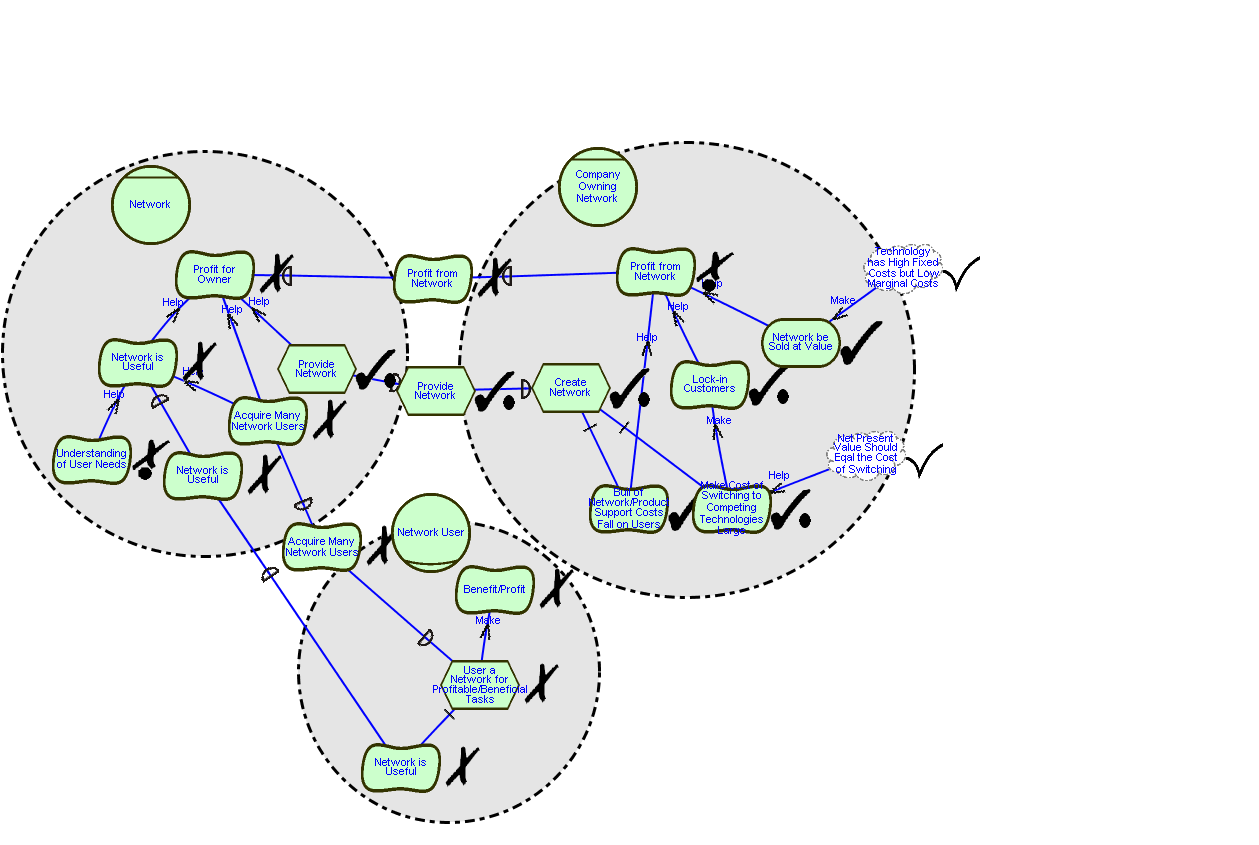 Network
Company
Owning
Network
Profit for
Owner
Profit from
Network
Profit from
Network
Technology
has High Fixed
Costs but Low
Marginal Costs
Help
Help
Help
Help
Help
Make
Network be
Sold at Value
Network is
Useful
Provide
Network
Help
Help
Provide
Network
Create
Network
Lock-in
Customers
Help
Acquire Many
Network Users
Make
Understanding
of User Needs
Network is
Useful
Net Present
Value Should
Eqal the Cost
of Switching
Help
Bull of
Network/Product
Support Costs
Fall on Users
Make Cost of
Switching to
Competing
Technologies
Large
Acquire Many
Network Users
Network User
Benefit/Profit
Make
User a
Network for
Profitable/Beneficial
Tasks
Network is
Useful